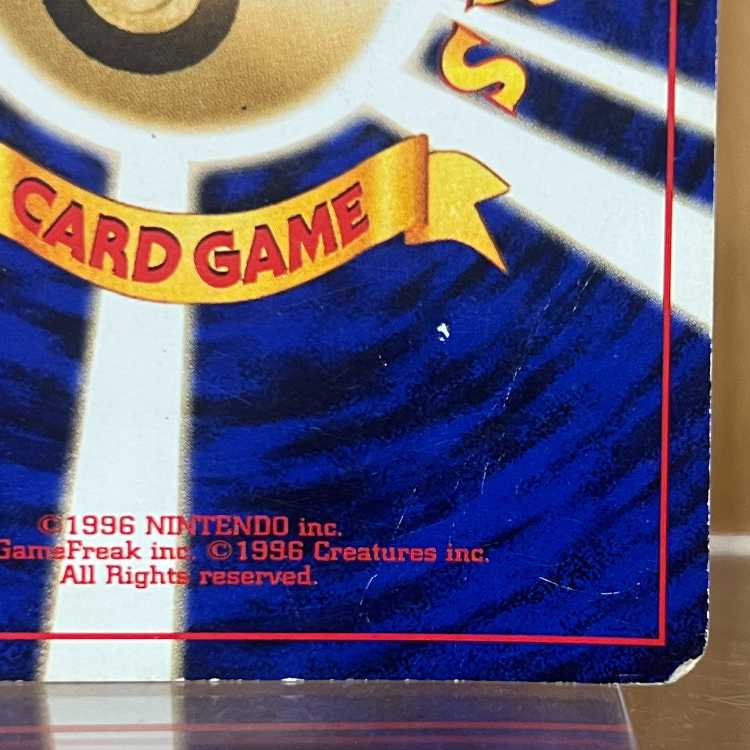 S
CARD GAME
©1996 NINTENDO inc.
GameFreak inc. ©1996 Creatures inc.
All Rights reserved.